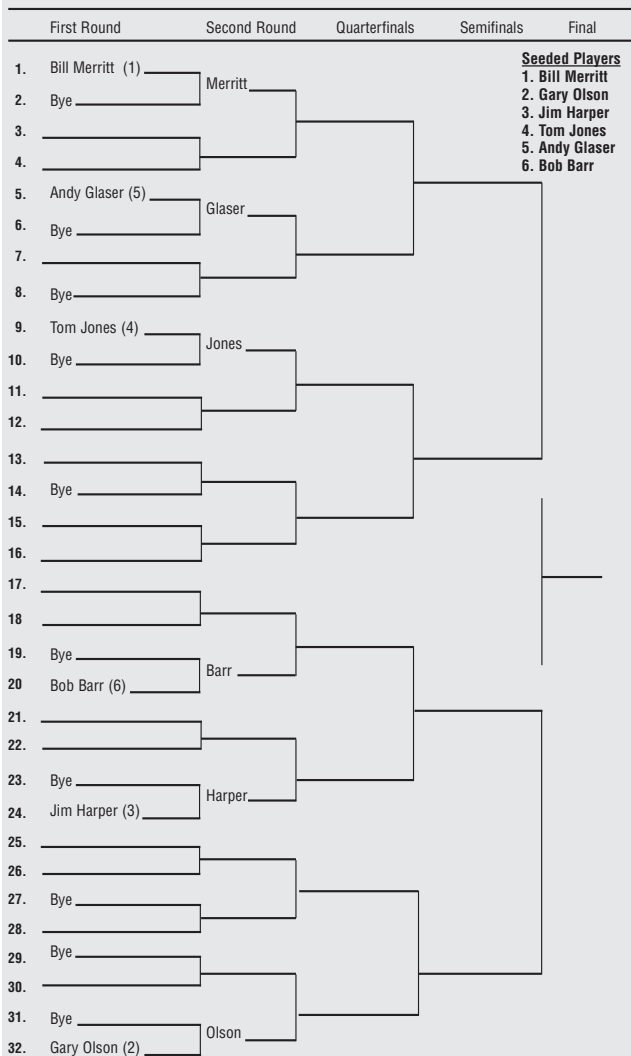 First Round Second Round Quarterfinals Semifinals Final
Seeded Players
1. Bill Merritt
2. Gary Olson
3. Jim Harper
4. Tom Jones
5. Andy Glaser
6. Bob Barr
1. Bill Merritt (1)
Merritt
2. Bye
3.
4.
5. Andy Glaser (5)
Glaser
6. Bye
7.
8. Bye
9. Tom Jones (4)
Jones
10. Bye
11.
12.
13.
14. Bye
15.
16.
17.
18
19. Bye
Barr
20 Bob Barr (6)
21.
22.
23. Bye
Harper
24. Jim Harper (3)
25.
26.
27. Bye
28.
29. Bye
30.
31. Bye
Olson
32. Gary Olson (2)